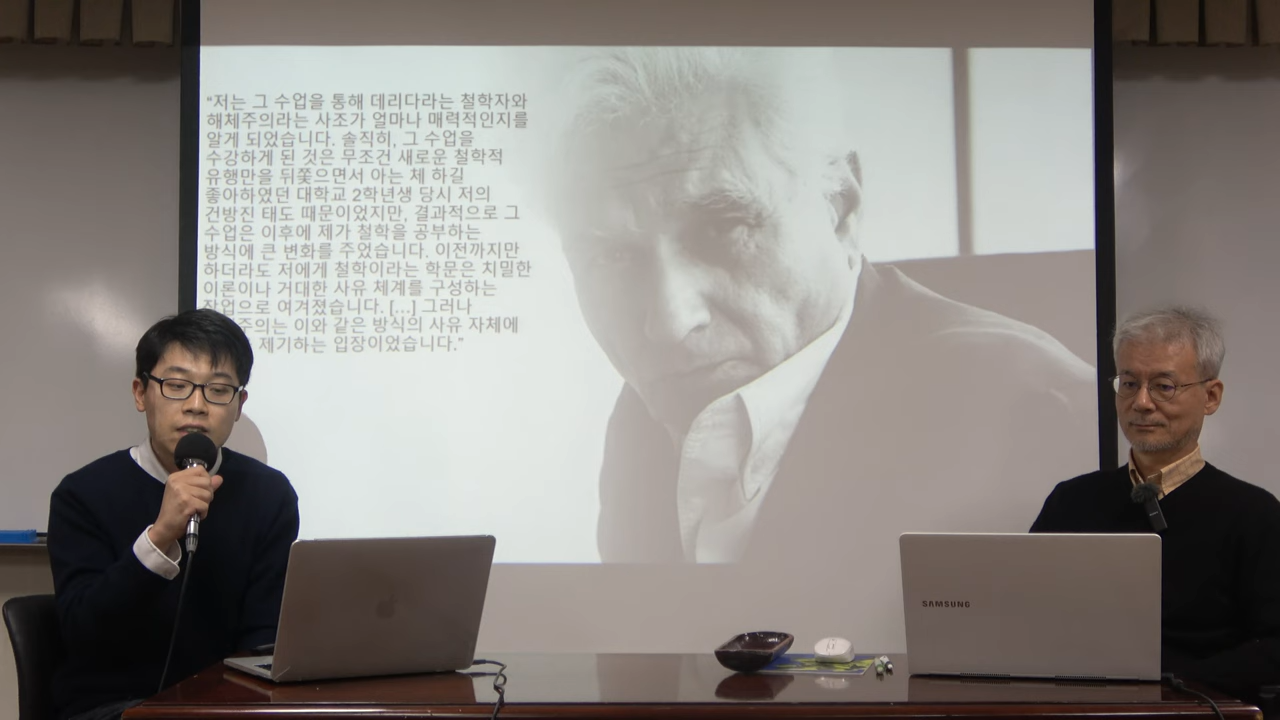 “저는 그 수업을 통해 데리다라는 철학자와
해체주의라는 사조가 얼마나 매력적인지를
알게 되었습니다. 솔직히, 그 수업을
수강하게 된 것은 무조건 새로운 철학적
유행만을 뒤쫓으면서 아는 체 하길
좋아하였던 대학교 2학년생 당시 저의
건방진 태도 때문이었지만, 결과적으로 그
수업은 이후에 제가 철학을 공부하는
방식에 큰 변화를 주었습니다. 이전까지만
하더라도 저에게 철학이라는 학문은 치밀한
이론이나 거대한 사유 체계를 구성하는
작업으로 여겨졌습니다. [...] 그러나
이와 같은 방식의 사유 자체에
제기하는 입장이었습니다.”
SAMSUNG